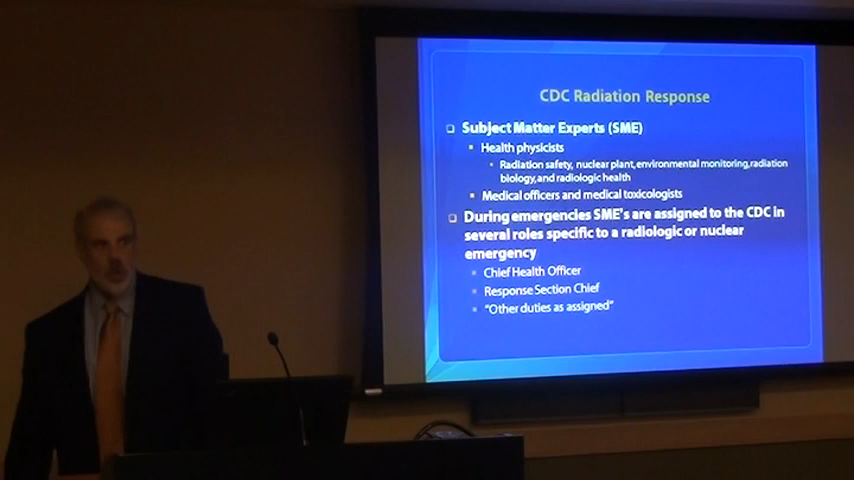 CDC Radiation Response
Subject Matter Experts (SME)
Health physicists
Radiation safety, nuclear plant,environmental monitoring,radiation
biology,and radiologic health
Medical officers and medical toxicologists
During emergencies SME's are assigned to the CDC in
several roles specific to a radiologic or nuclear
emergency
Chief Health Officer
Response Section Chief
"Other duties as assigned"